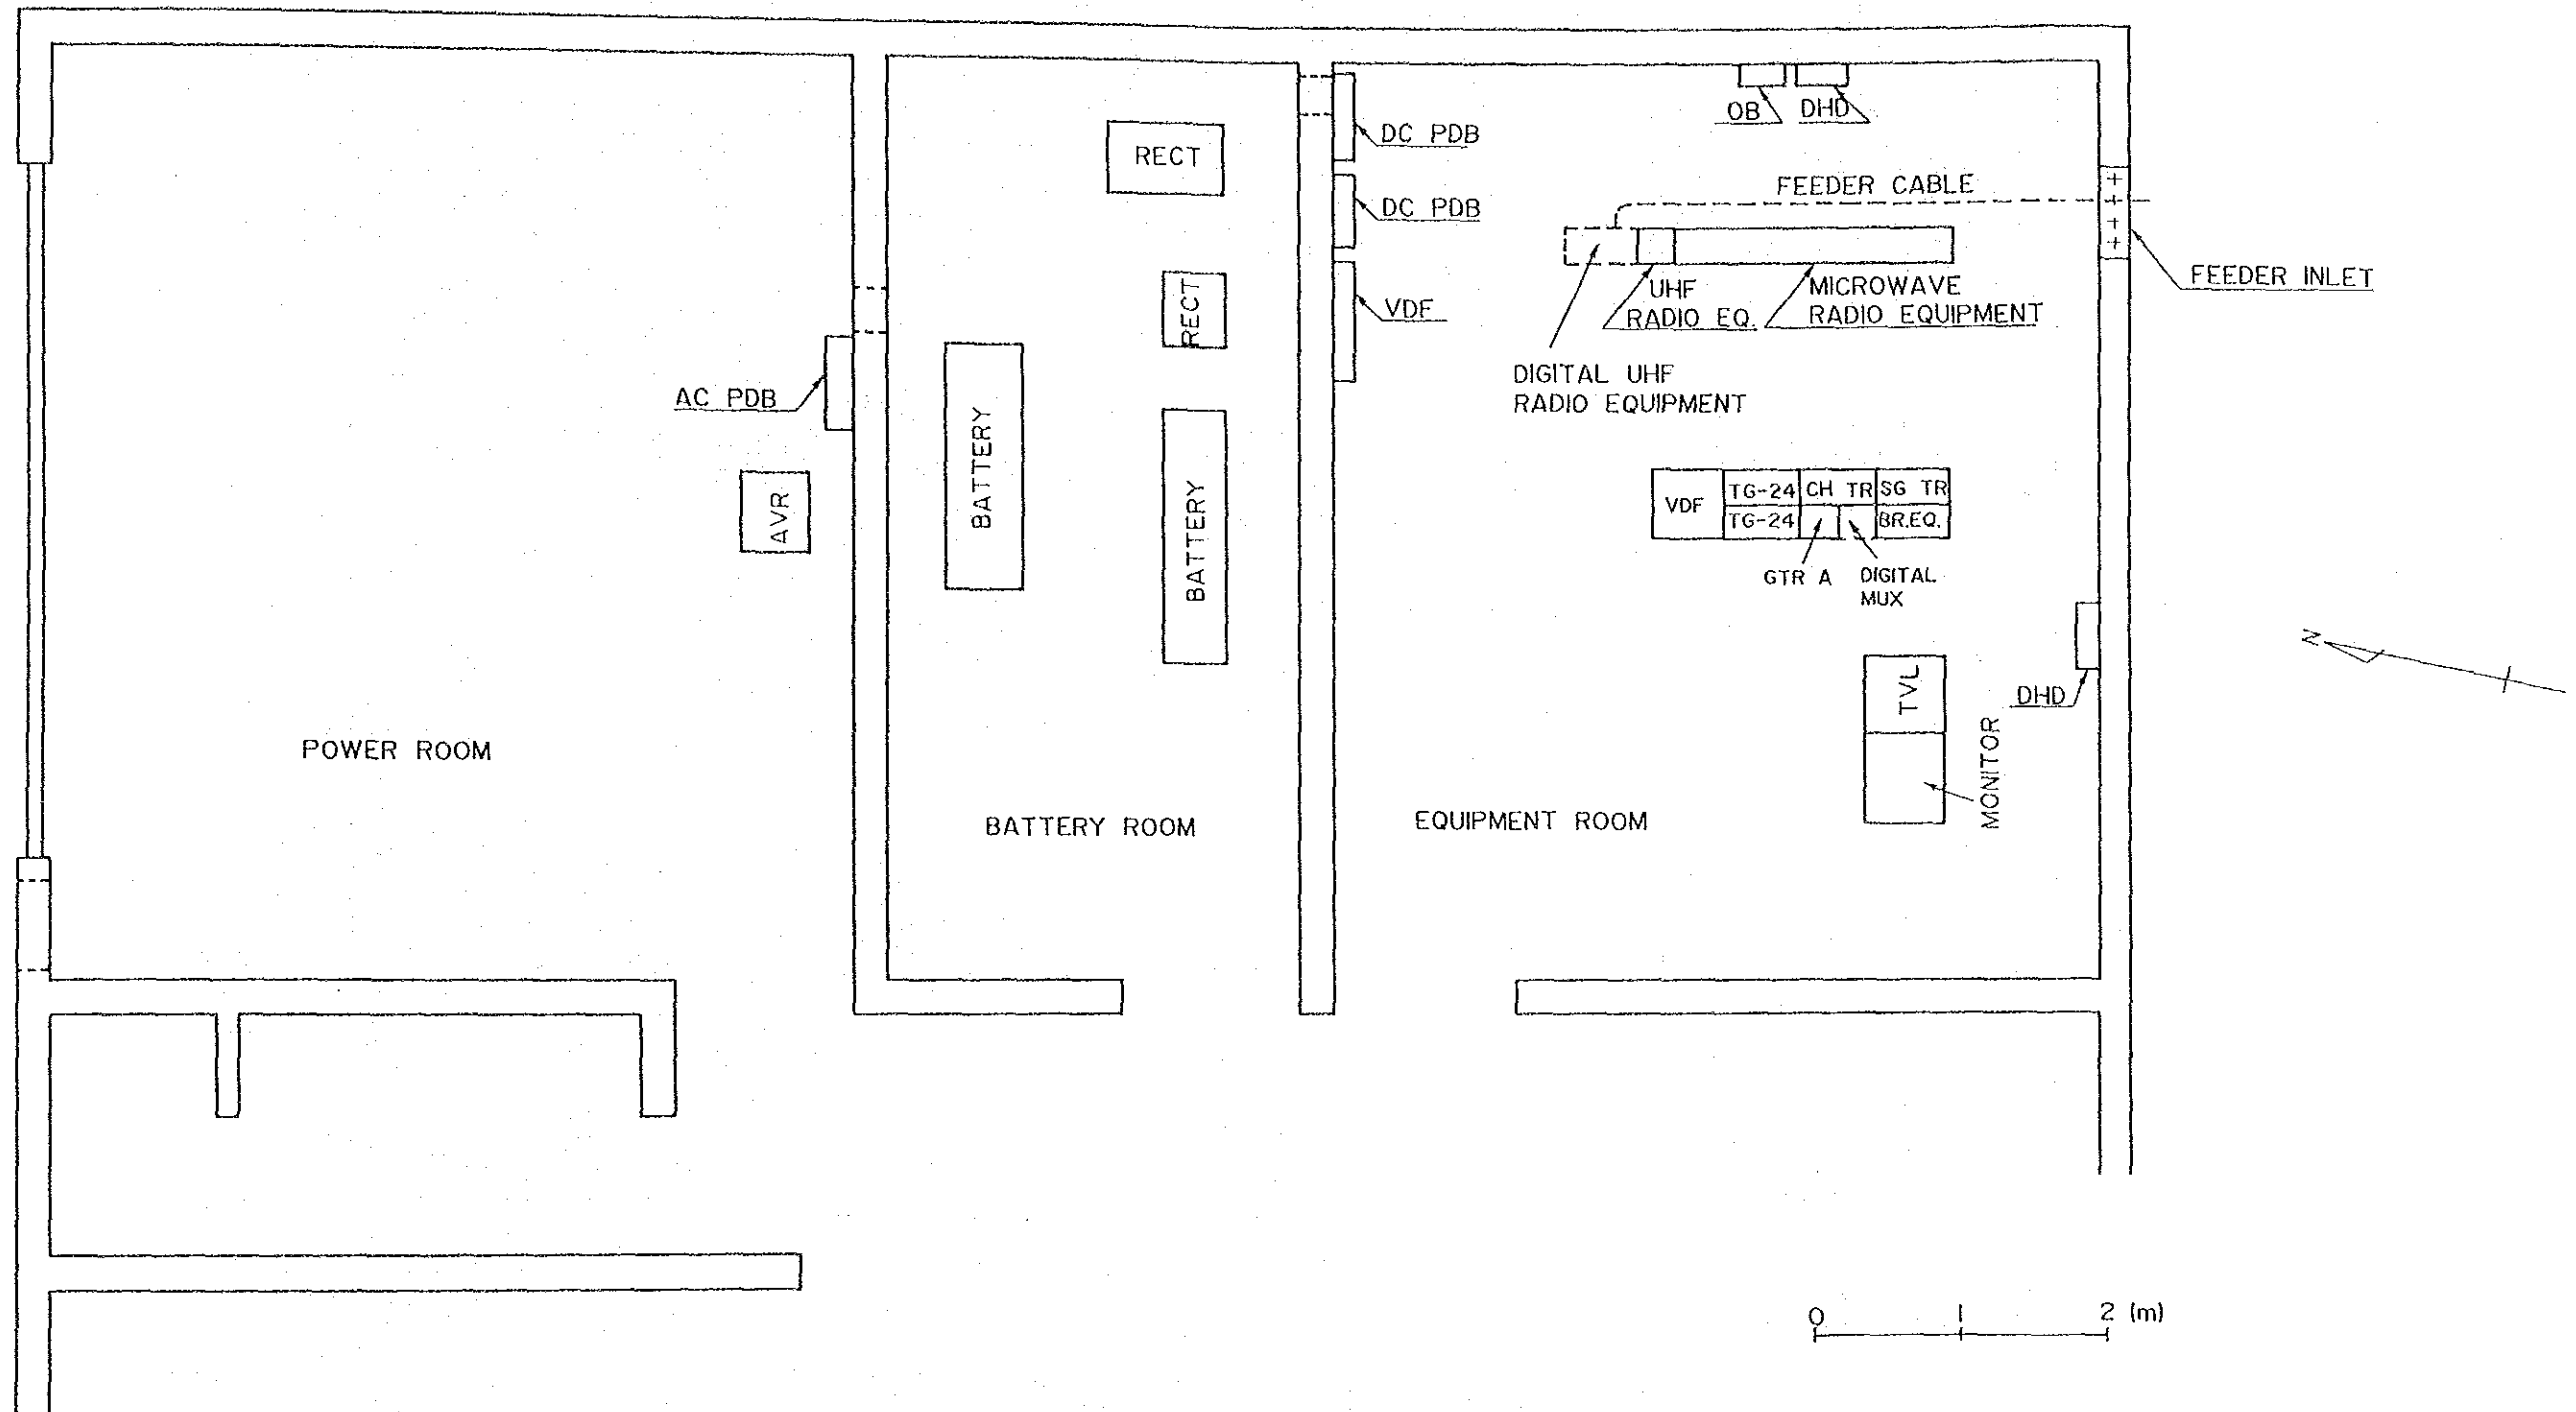 OB
DHD
DC PDB
RECT
FEEDER CABLE
DC PDB
FEEDER INLET
UHF
RADIO EQ.
MICROWAVE
RADIO EQUIPMENT
RECT
VDF
DIGITAL UHF
RADIO EQUIPMENT
AC PDB
BATTERY
BATTERY
AVR
VDF
TG-24
CH TR
SG TR
TG-24
BR.EQ.
GTR A
DIGITAL
MUX
N
TVL
DHD
MONITOR
POWER ROOM
BATTERY ROOM
EQUIPMENT ROOM
0 1 2 (m)